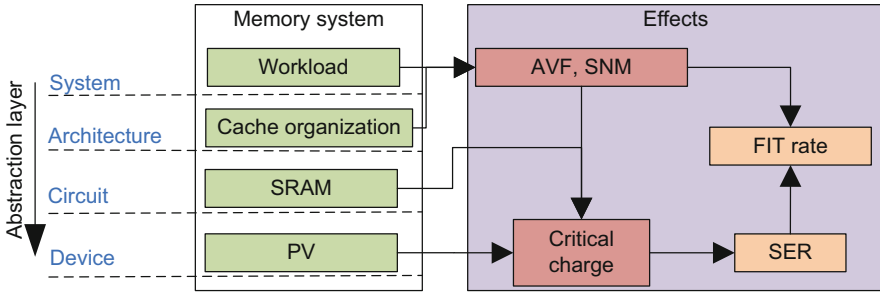 Memory system
Effects
Abstraction layer
System
Workload
AVF, SNM
Architecture
Cache organization
FIT rate
Circuit
SRAM
Device
PV
Critical
charge
SER